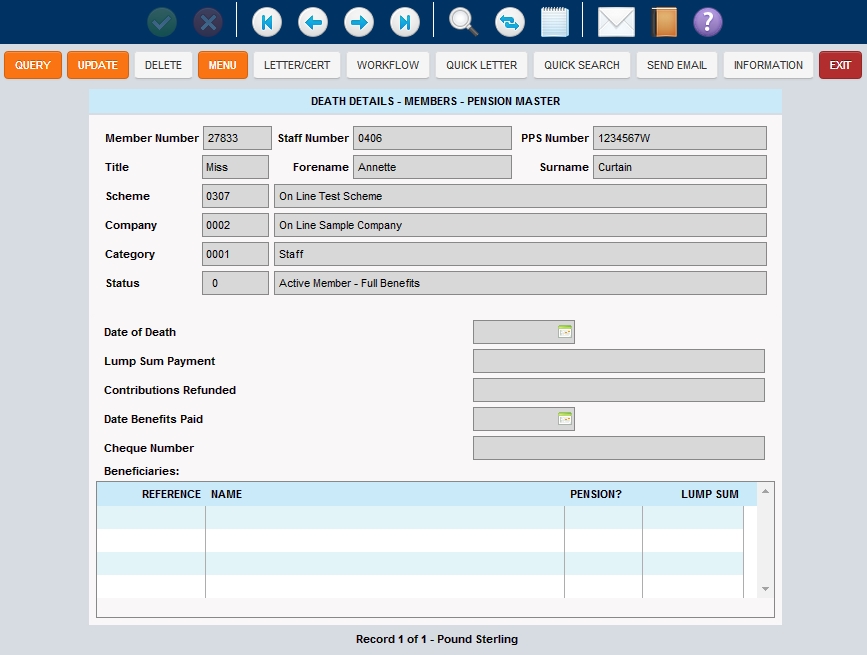 QUERY UPDATE DELETE MENU LETTER/CERT WORKFLOW QUICK LETTER QUICK SEARCH SEND EMAIL INFORMATION EXIT
DEATH DETAILS - MEMBERS - PENSION MASTER
Member Number 27833 Staff Number 0406 PPS Number 1234567W
Title Miss Forename Annette Surname Curtain
Scheme 0307 On Line Test Scheme
Company 0002 On Line Sample Company
Category 0001 Staff
Status 0 Active Member - Full Benefits
Date of Death
Lump Sum Payment
Contributions Refunded
Date Benefits Paid
Cheque Number
Beneficiaries:
REFERENCE NAME PENSION? LUMP SUM
Record 1 of 1 - Pound Sterling